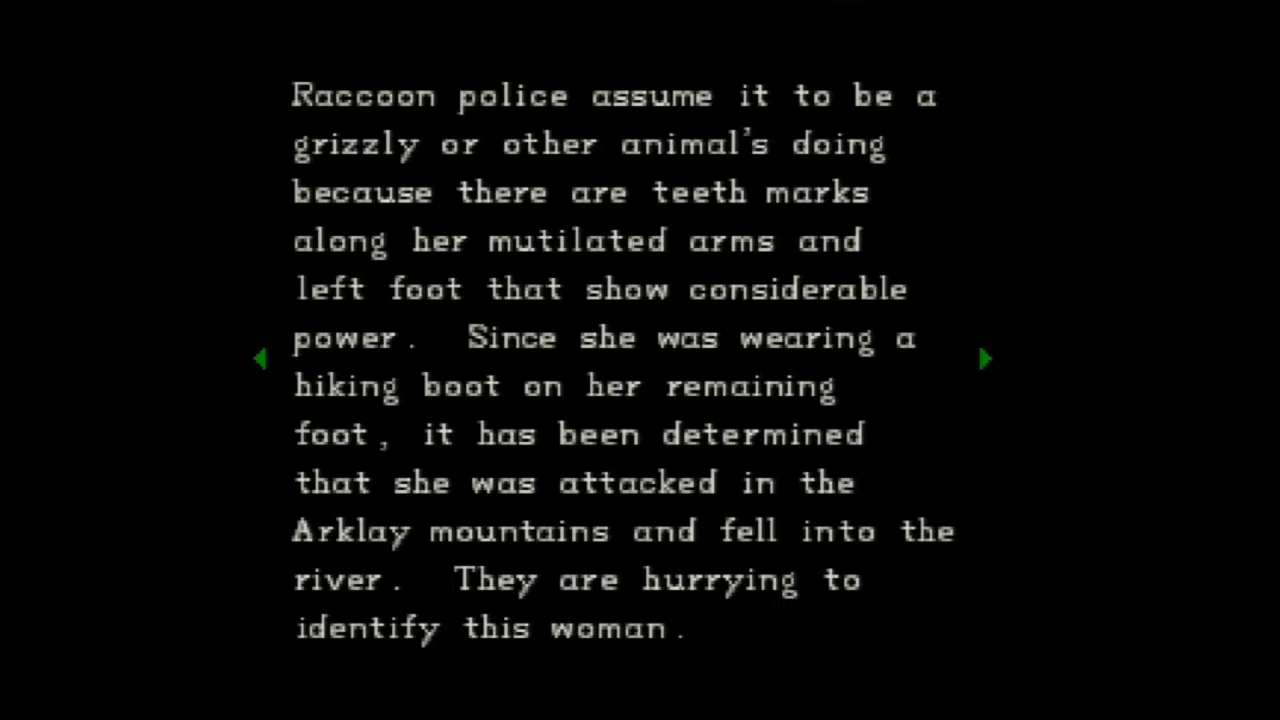 Raccoon police assume it to be a
grizzly or other animal's doing
because there are teeth marks
along her mutilated arms and
left foot that show considerable
power.  Since she was wearing a
hiking boot on her remaining
foot, it has been determined
that she was attacked in the
Arklay mountains and fell into the
river.  They are hurrying to
identify this woman.